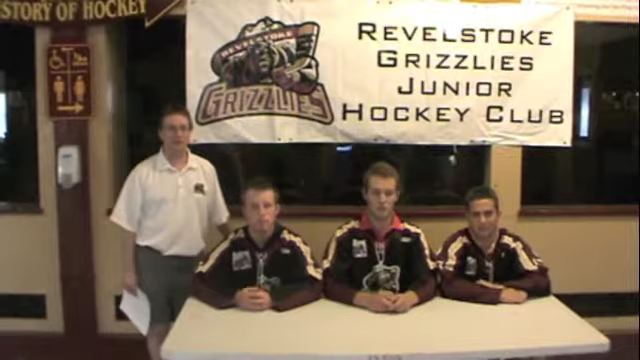 STORY OF HOCKEY
REVELSTOKE
GRIZZLIES
REVELSTOKE
GRIZZLIES
JUNIOR
HOCKEY CLUB